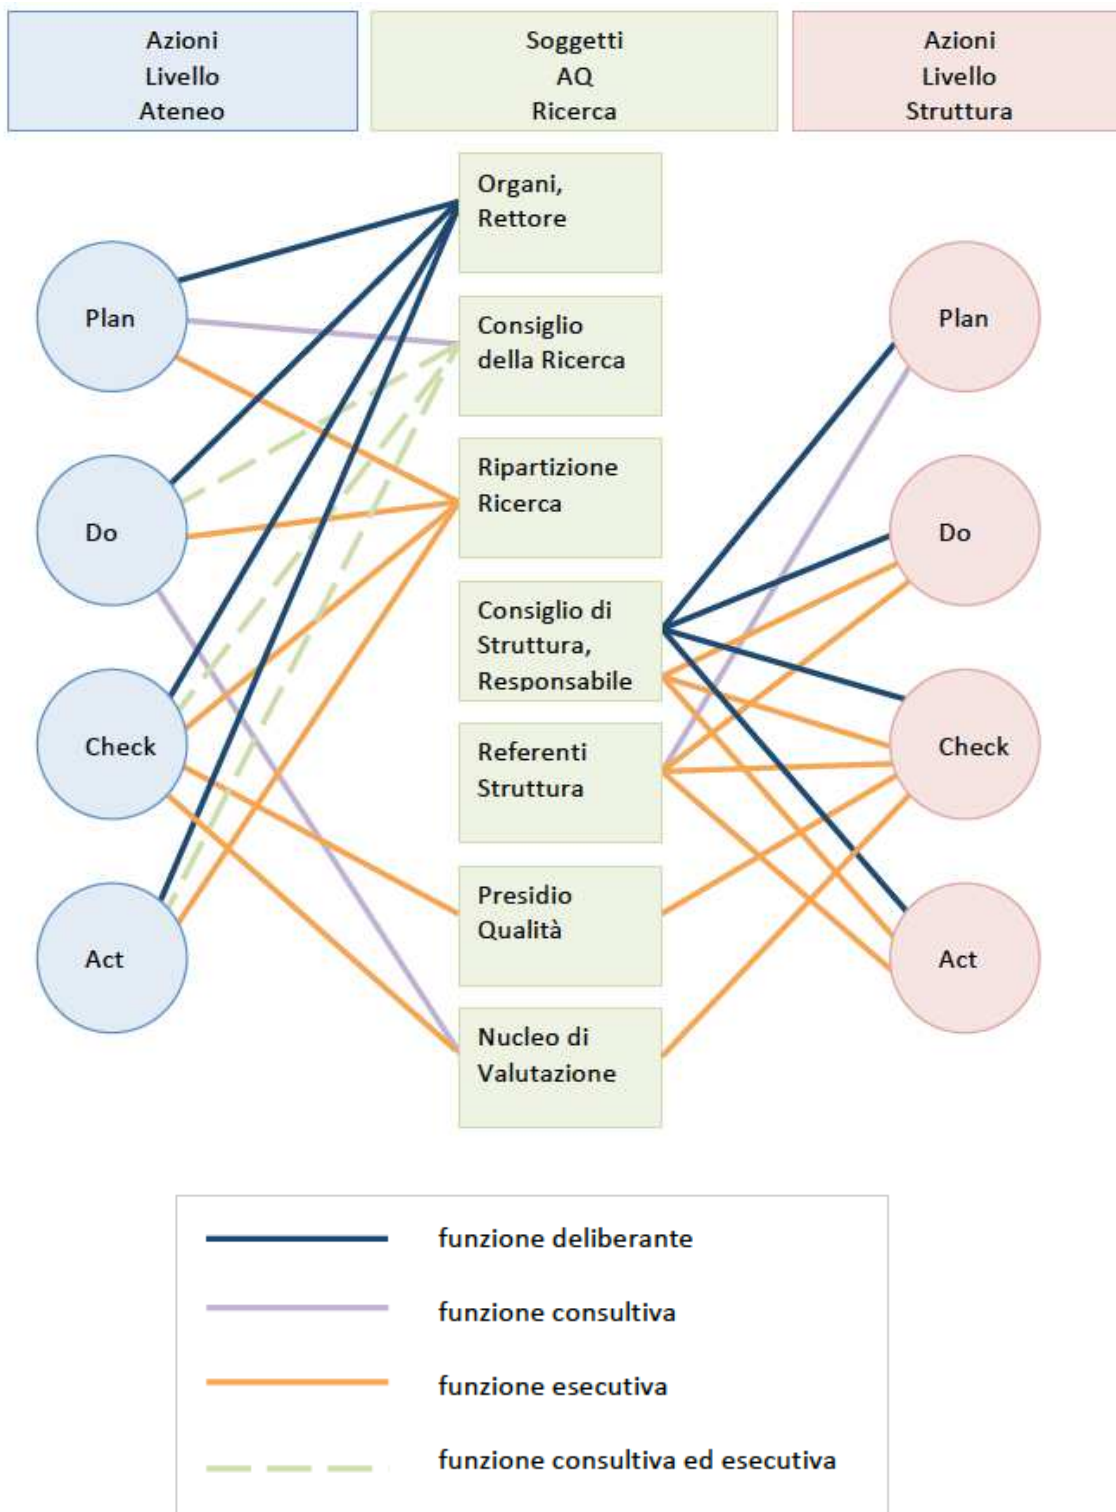 Azioni
Livello
Ateneo
Soggetti
AQ
Ricerca
Azioni
Livello
Struttura
Organi,
Rettore
Plan
Consiglio
della Ricerca
Plan
Ripartizione
Ricerca
Do
Do
Consiglio di
Struttura,
Responsabile
Check
Referenti
Struttura
Check
Presidio
Qualità
Act
Act
Nucleo di
Valutazione
funzione deliberante
funzione consultiva
funzione esecutiva
funzione consultiva ed esecutiva